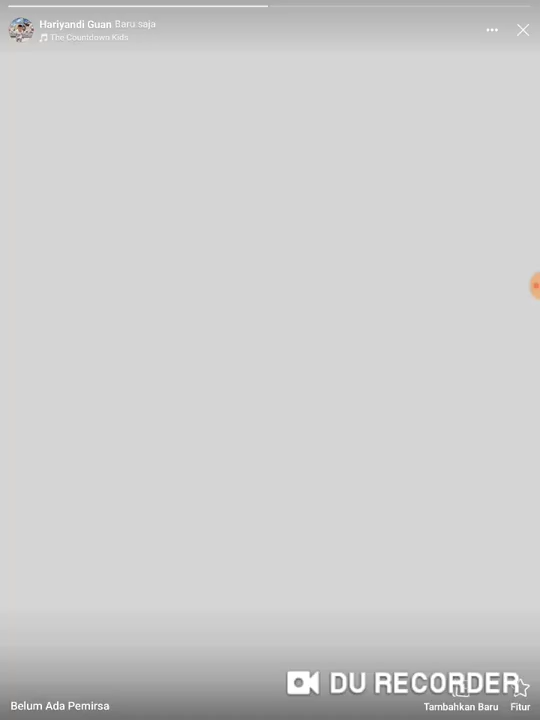 Hariyandi Guan Baru saja
The Countdown Kids
DU RECORDER
Belum Ada Pemirsa
Tambahkan Baru
Fitur